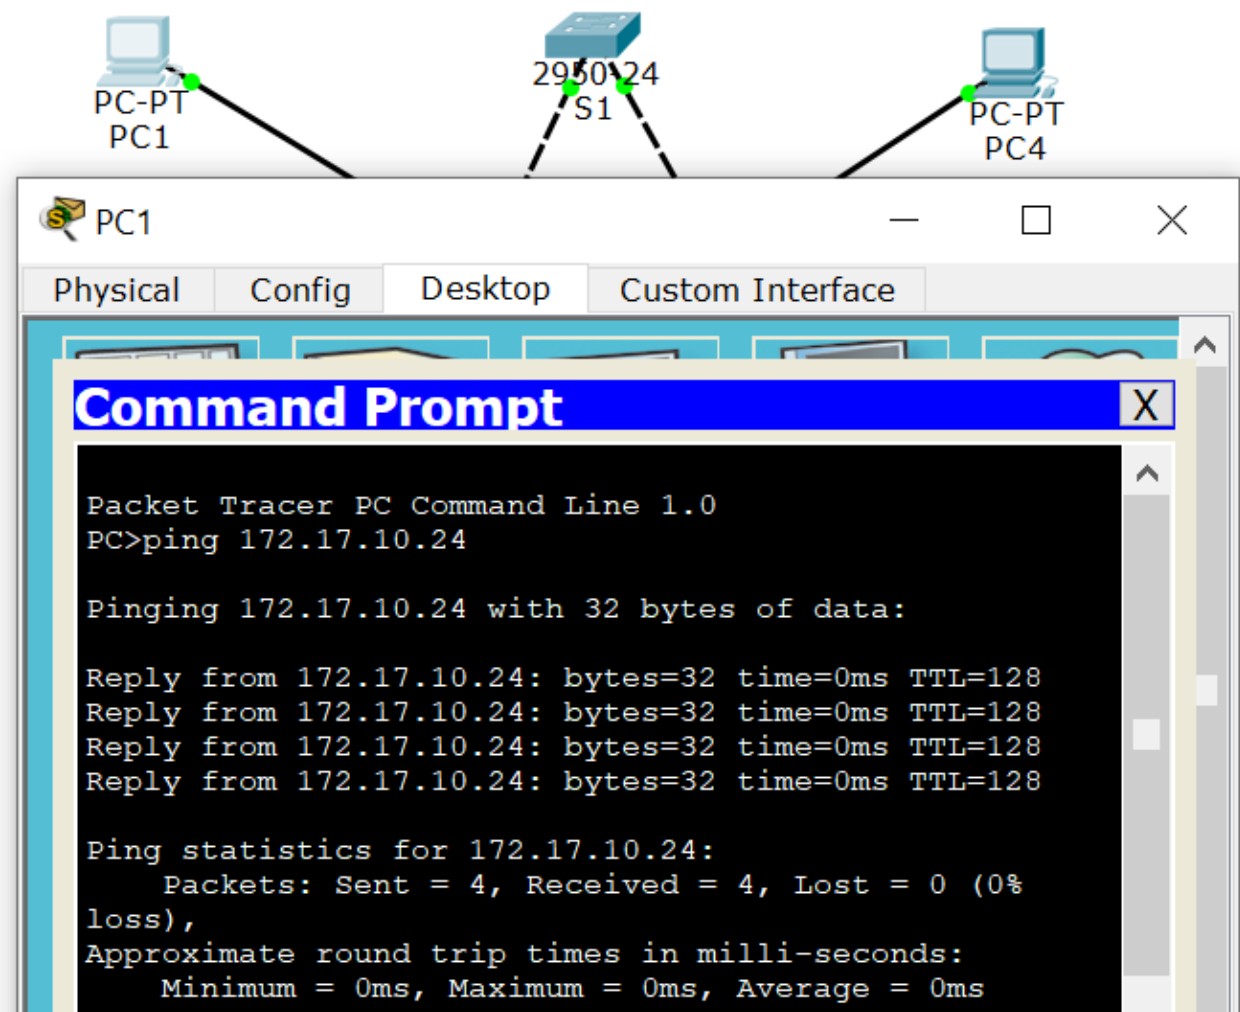 2950-24
S1
PC-PT
PC1
PC-PT
PC4
PC1
Physical
Config
Desktop
Custom Interface
Command Prompt
X
Packet Tracer PC Command Line 1.0
PC>ping 172.17.10.24
Pinging 172.17.10.24 with 32 bytes of data:
Reply from 172.17.10.24: bytes=32 time=0ms TTL=128
Reply from 172.17.10.24: bytes=32 time=0ms TTL=128
Reply from 172.17.10.24: bytes=32 time=0ms TTL=128
Reply from 172.17.10.24: bytes=32 time=0ms TTL=128
Ping statistics for 172.17.10.24:
Packets: Sent = 4, Received = 4, Lost = 0 (0%
loss),
Approximate round trip times in milli-seconds:
Minimum = 0ms, Maximum = 0ms, Average = 0ms